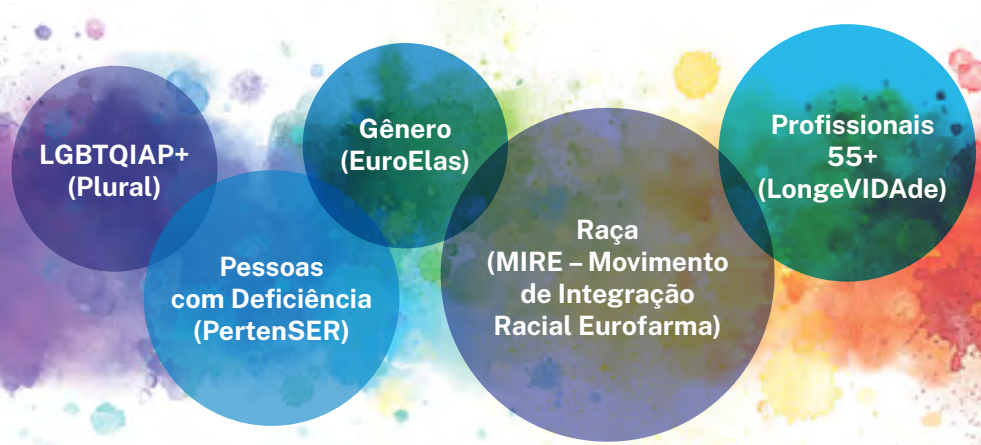 LGBTQIAP+
(Plural)
Pessoas
com Deficiência
(PertenSER)
Gênero
(EuroElas)
Raça
(MIRE – Movimento
de Integração
Racial Eurofarma)
Profissionais
55+
(LongeVIDAde)